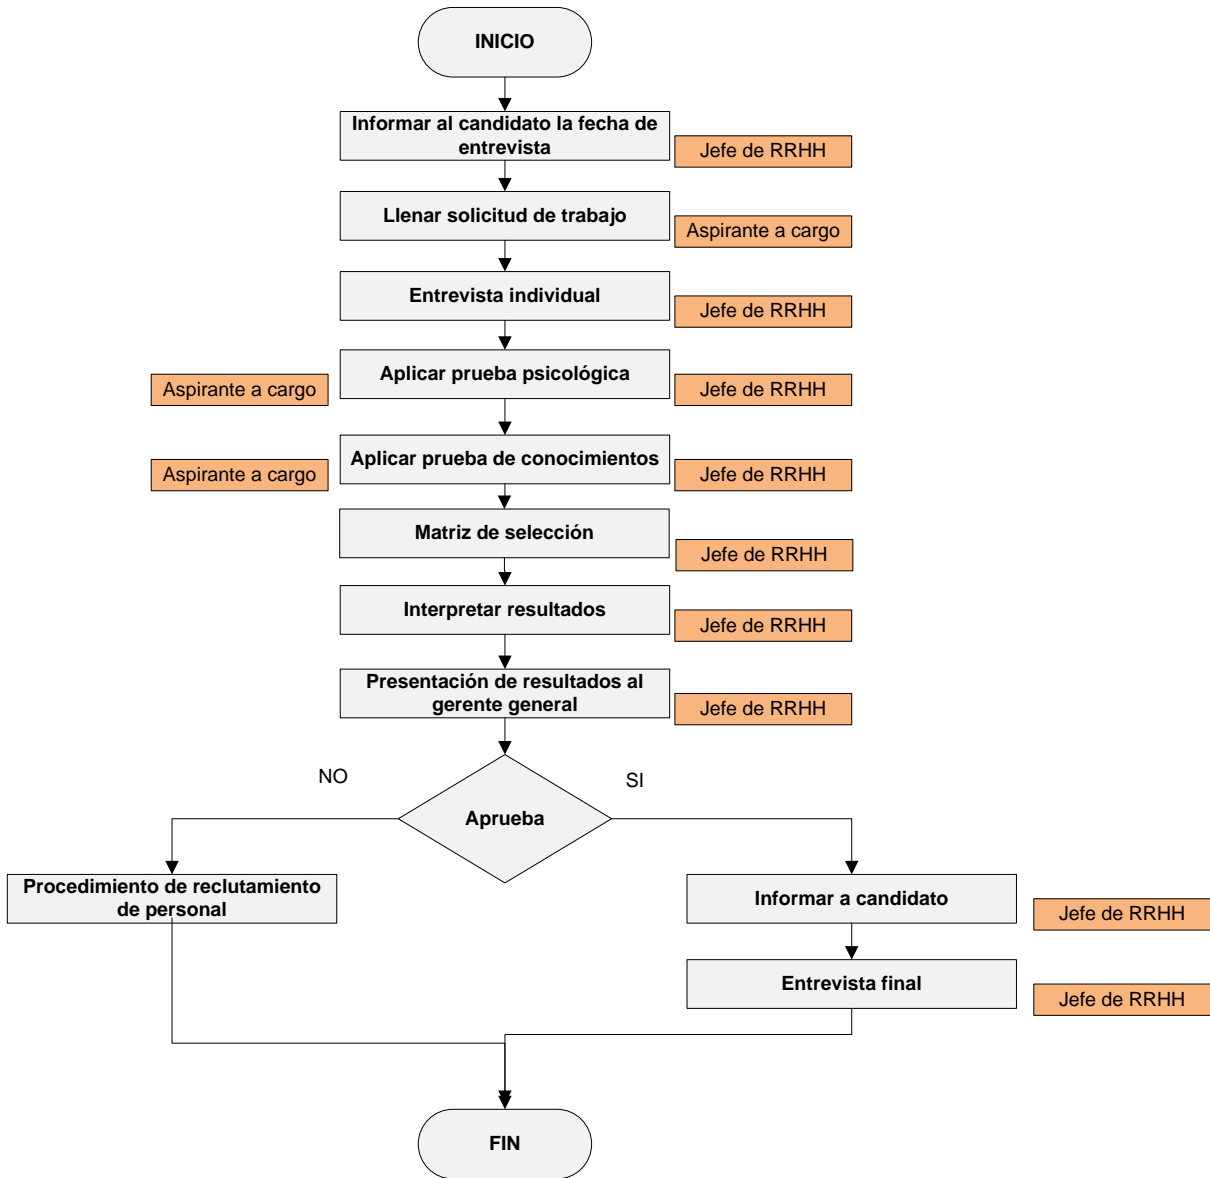 INICIO
Informar al candidato la fecha de
entrevista
Jefe de RRHH
Llenar solicitud de trabajo
Aspirante a cargo
Entrevista individual
Jefe de RRHH
Aplicar prueba psicológica
Aspirante a cargo
Jefe de RRHH
Aplicar prueba de conocimientos
Aspirante a cargo
Jefe de RRHH
Matriz de selección
Jefe de RRHH
Interpretar resultados
Jefe de RRHH
Presentación de resultados al
gerente general
Jefe de RRHH
NO
SI
Aprueba
Procedimiento de reclutamiento
de personal
Informar a candidato
Jefe de RRHH
Entrevista final
Jefe de RRHH
FIN